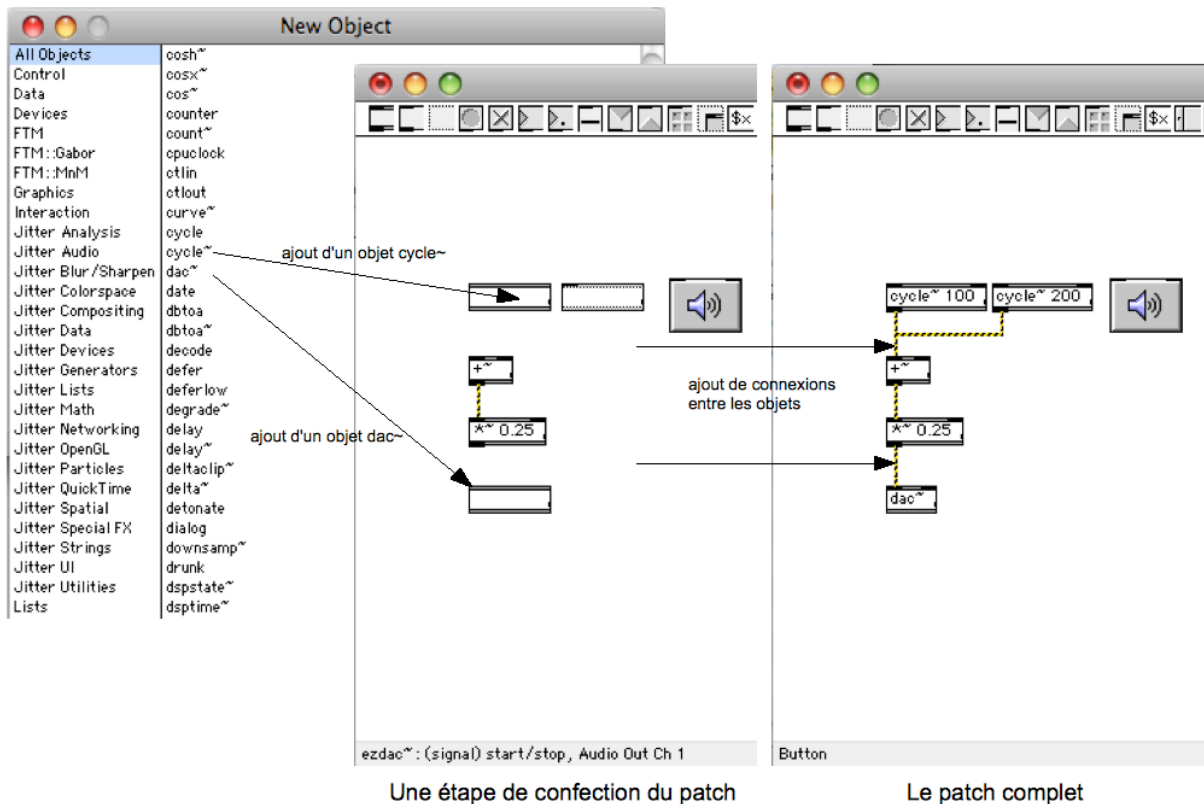 New Object
All Objects
Control
Data
Devices
FTM
FTM::Gabor
FTM::MnM
Graphics
Interaction
Jitter Analysis
Jitter Audio
Jitter Blur/Sharpen
Jitter Colorspace
Jitter Compositing
Jitter Data
Jitter Devices
Jitter Generators
Jitter Lists
Jitter Math
Jitter Networking
Jitter OpenGL
Jitter Particles
Jitter QuickTime
Jitter Spatial
Jitter Special FX
Jitter Strings
Jitter UI
Jitter Utilities
Lists
cosh~
cosx~
cos~
counter
count~
cpuclock
ctlin
ctlout
curve~
cycle
cycle~
dac~
date
dbtoa
dbtoa~
decode
defer
deferlow
degrade~
delay
delay~
deltaclip~
delta~
detonate
dialog
downsamp~
drunk
dspstate~
dsptime~
ajout d'un objet cycle~
ajout d'un objet dac~
$x
+~
*~ 0.25
ezdac~: (signal) start/stop, Audio Out Ch 1
ajout de connexions
entre les objets
$x
cycle~ 100
cycle~ 200
+~
*~ 0.25
dac~
Button
Une étape de confection du patch
Le patch complet